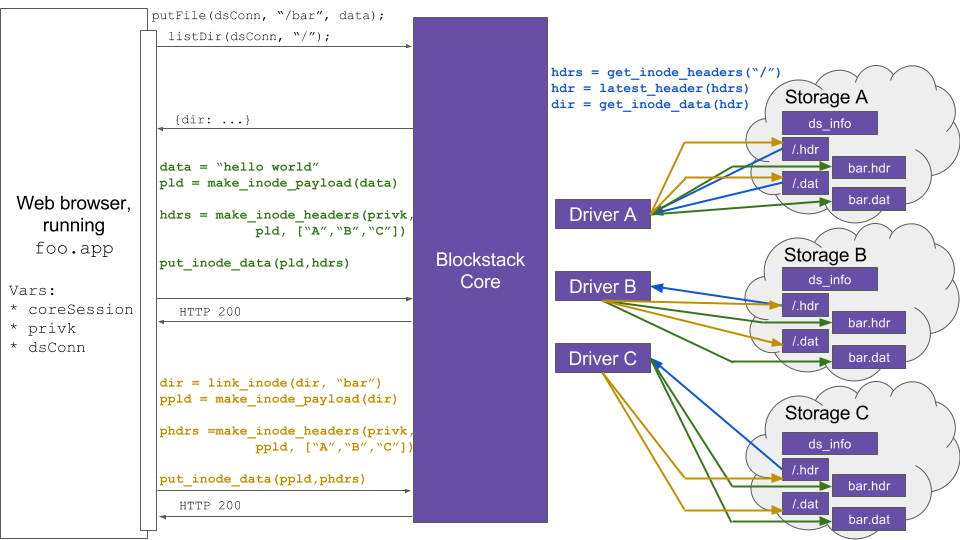 putFile(dsConn, “/bar”, data);
listDir(dsConn, “/”);
{dir: ...}
data = “hello world”
pld = make_inode_payload(data)
hdrs = make_inode_headers(privk,
pld, [“A”,“B”,“C”])
put_inode_data(pld,hdrs)
HTTP 200
dir = link_inode(dir, “bar”)
ppld = make_inode_payload(dir)
phdrs =make_inode_headers(privk,
ppld, [“A”,“B”,“C”])
put_inode_data(ppld,phdrs)
HTTP 200
Web browser,
running
foo.app
Vars:
* coreSession
* privk
* dsConn
Blockstack
Core
hdrs = get_inode_headers(“/”)
hdr = latest_header(hdrs)
dir = get_inode_data(hdr)
Driver A
Driver B
Driver C
Storage A
ds_info
/.hdr
bar.hdr
/.dat
bar.dat
Storage B
ds_info
/.hdr
bar.hdr
/.dat
bar.dat
Storage C
ds_info
/.hdr
bar.hdr
/.dat
bar.dat